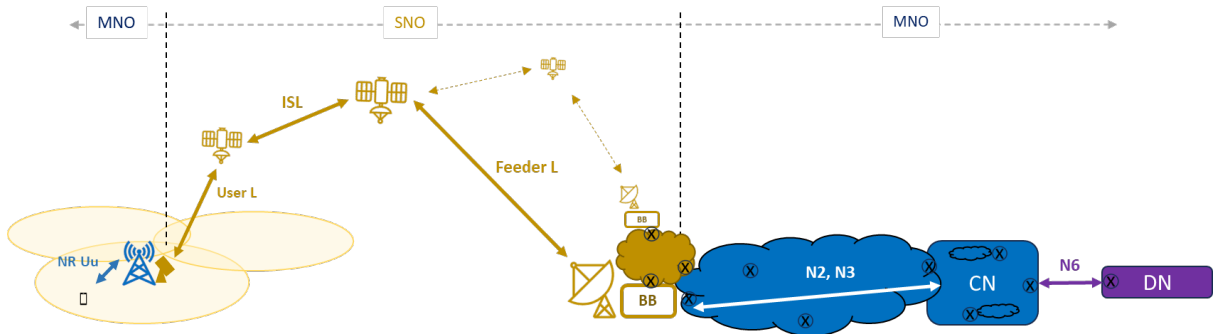 MNO
SNO
MNO
ISL
User L
Feeder L
NR Uu
BB
BB
X
X
X
X
X
X
X
N2, N3
CN
X
X
X
N6
X
DN